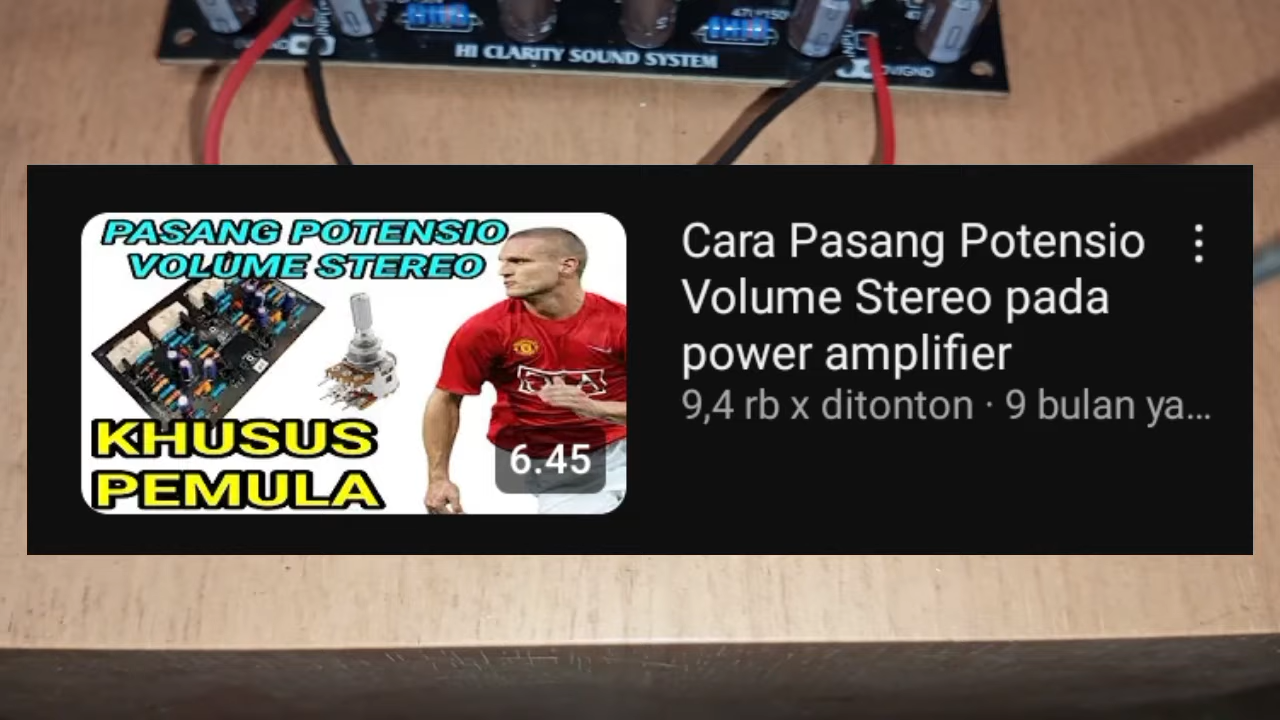 HI CLARITY SOUND SYSTEM
PASANG POTENSIO
VOLUME STEREO
KHUSUS
PEMULA
6.45
Cara Pasang Potensio
Volume Stereo pada
power amplifier
9,4 rb x ditonton · 9 bulan ya...